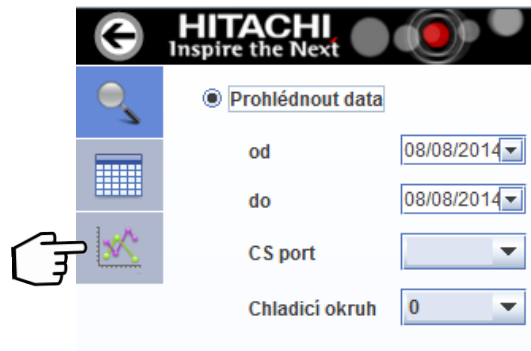 HITACHI
Inspire the Next
Prohlédnout data
od 08/08/2014
do 08/08/2014
CS port
Chladicí okruh 0